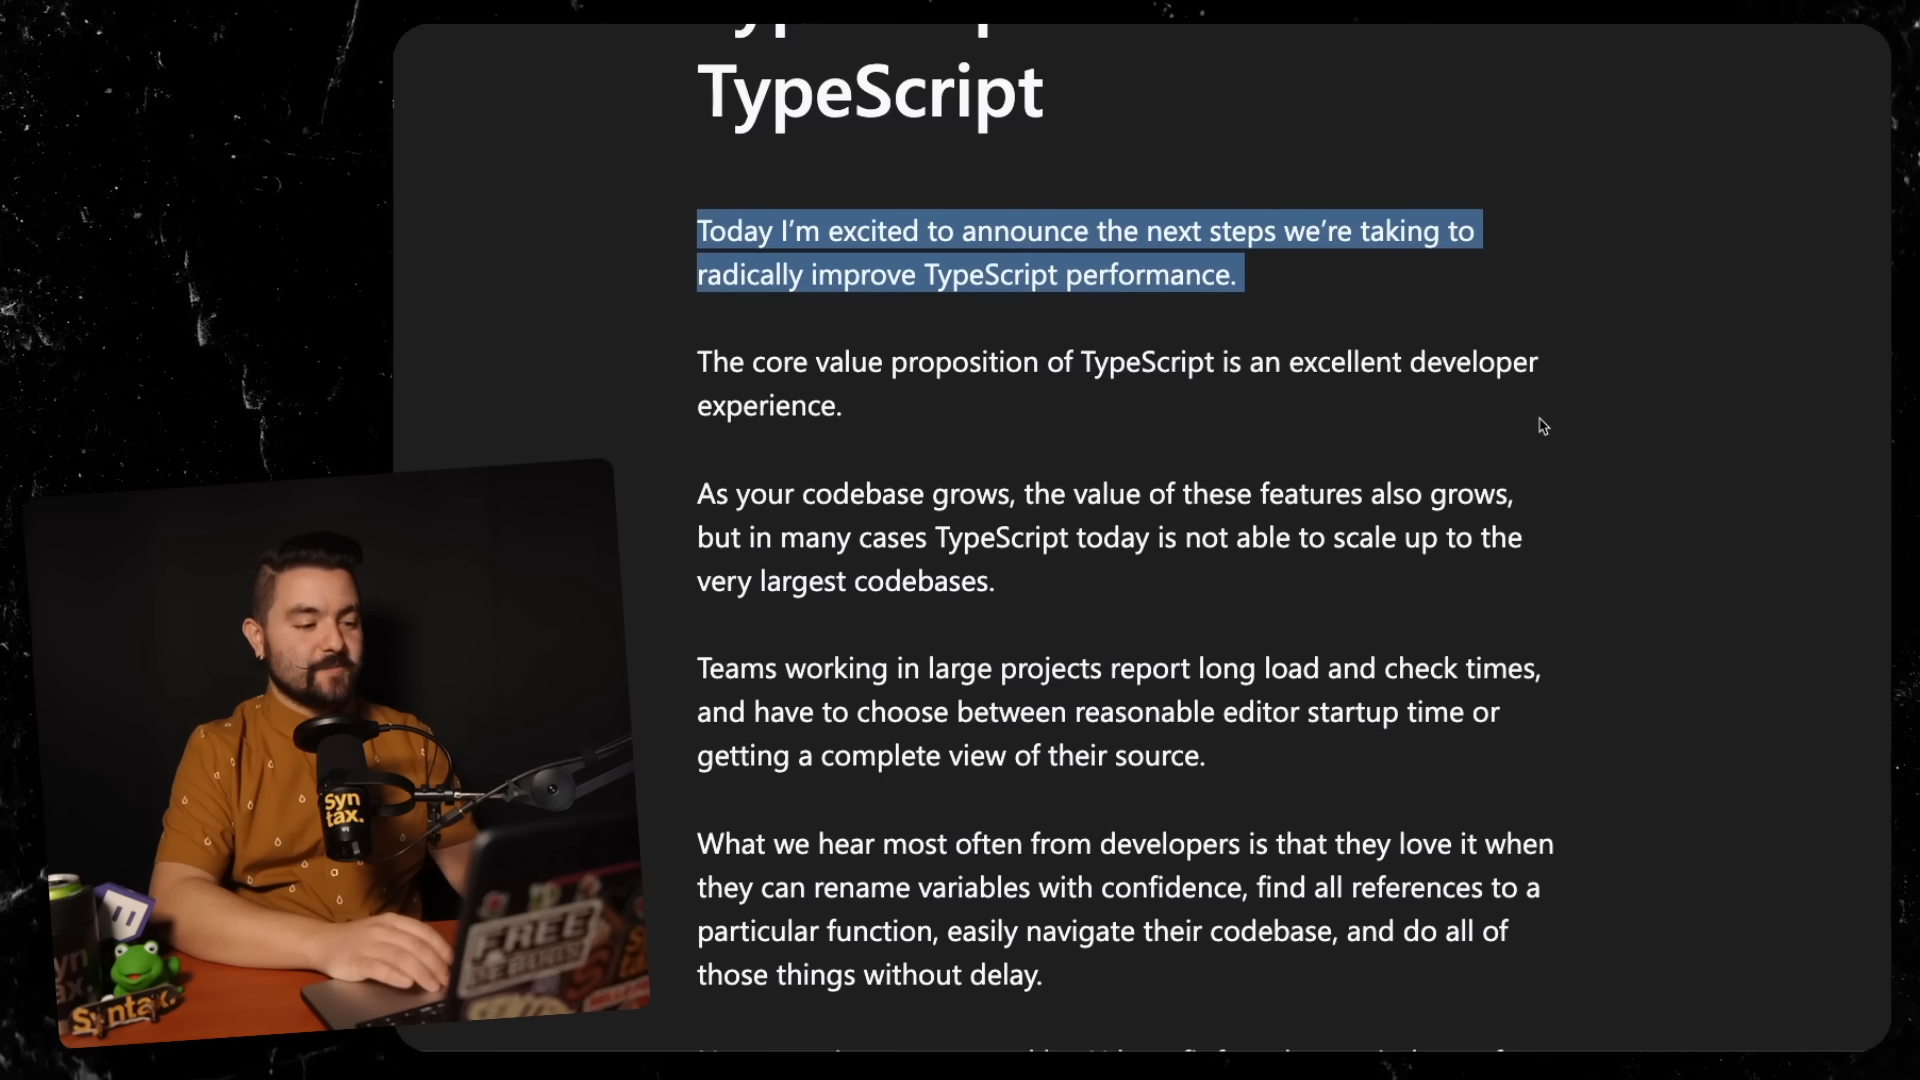 TypeScript
Today I’m excited to announce the next steps we’re taking to
radically improve TypeScript performance.
The core value proposition of TypeScript is an excellent developer
experience.
As your codebase grows, the value of these features also grows,
but in many cases TypeScript today is not able to scale up to the
very largest codebases.
Teams working in large projects report long load and check times,
and have to choose between reasonable editor startup time or
getting a complete view of their source.
What we hear most often from developers is that they love it when
they can rename variables with confidence, find all references to a
particular function, easily navigate their codebase, and do all of
those things without delay.
Syn
tax.
FREE
Syntax.